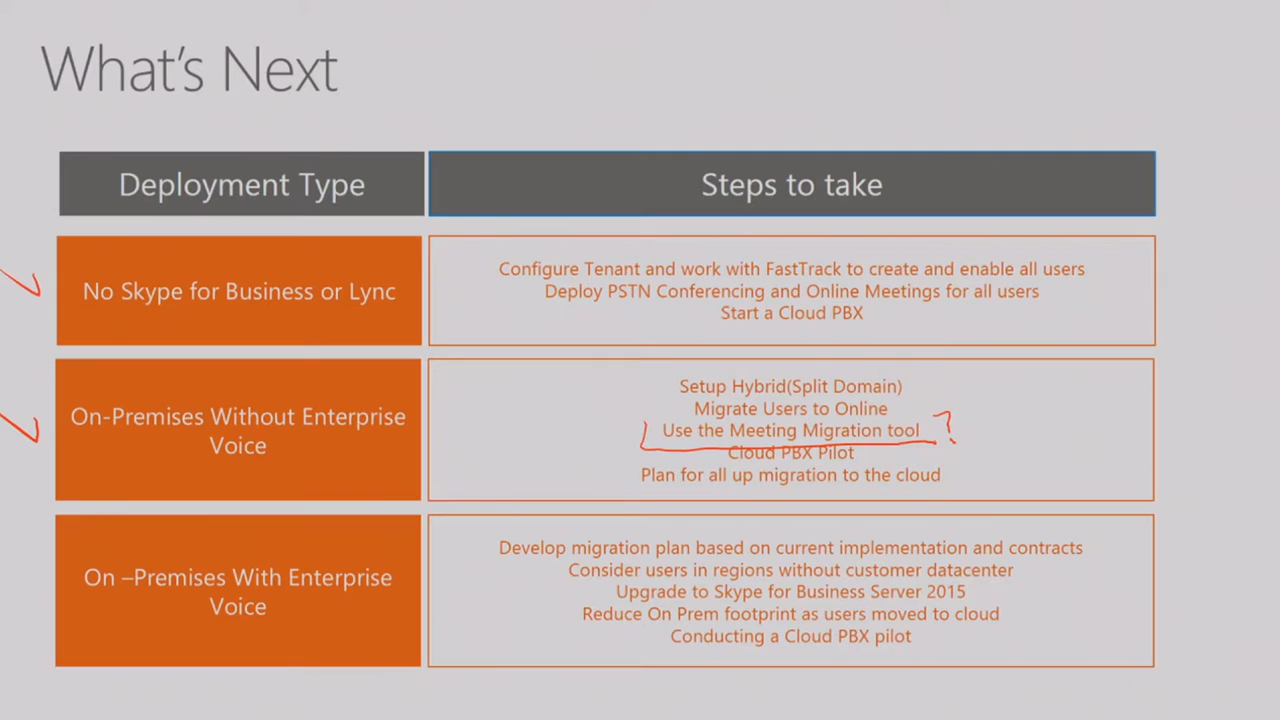 What's Next
Deployment Type
Steps to take
No Skype for Business or Lync
Configure Tenant and work with FastTrack to create and enable all users
Deploy PSTN Conferencing and Online Meetings for all users
Start a Cloud PBX
On-Premises Without Enterprise
Voice
Setup Hybrid(Split Domain)
Migrate Users to Online
Use the Meeting Migration tool ?
Cloud PBX Pilot
Plan for all up migration to the cloud
On –Premises With Enterprise
Voice
Develop migration plan based on current implementation and contracts
Consider users in regions without customer datacenter
Upgrade to Skype for Business Server 2015
Reduce On Prem footprint as users moved to cloud
Conducting a Cloud PBX pilot